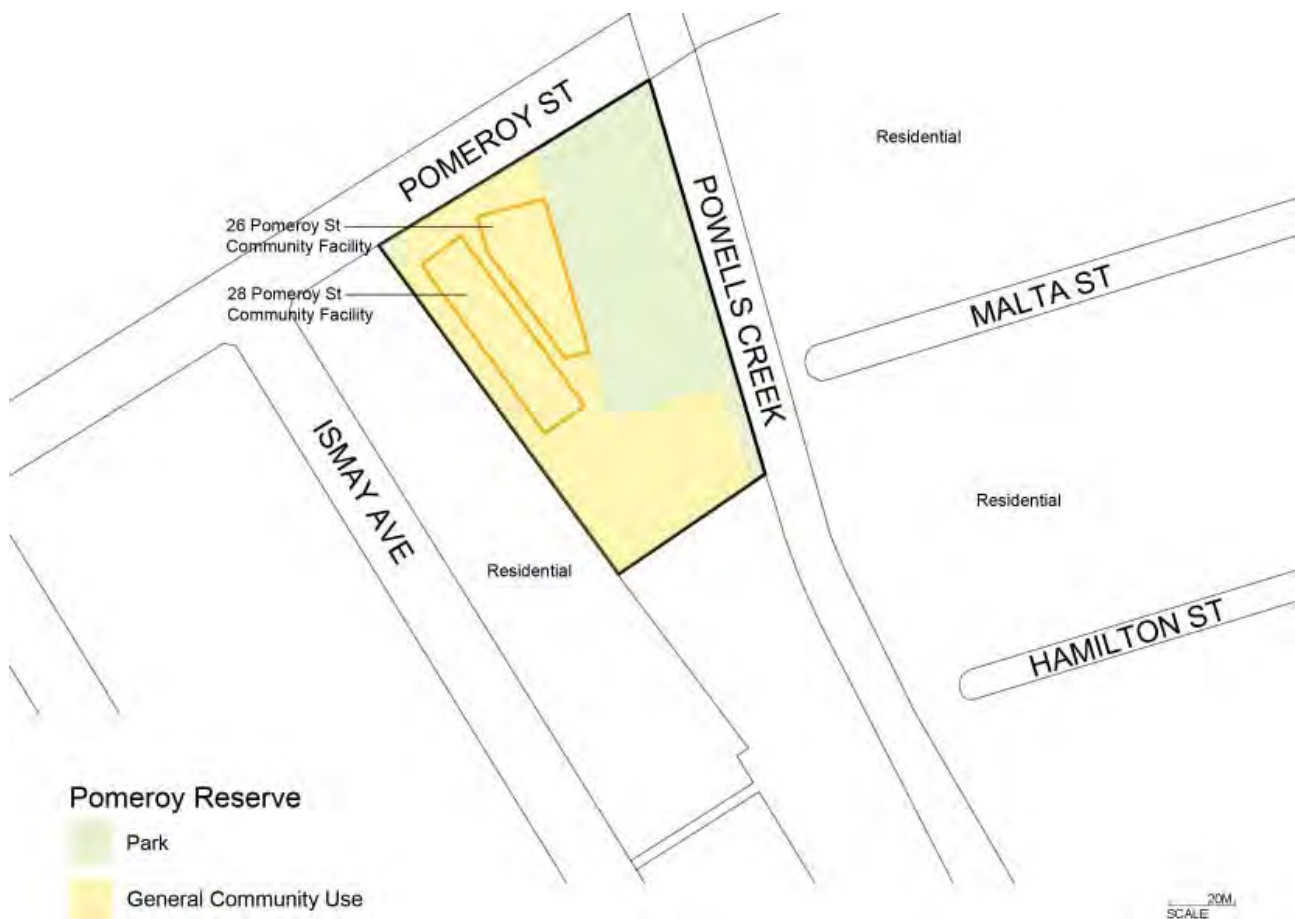 POMEROY ST
Residential
26 Pomeroy St
Community Facility
POWELLS CREEK
28 Pomeroy St
Community Facility
MALTA ST
ISMAY AVE
Residential
Residential
HAMILTON ST
Pomeroy Reserve
Park
General Community Use
20M
SCALE